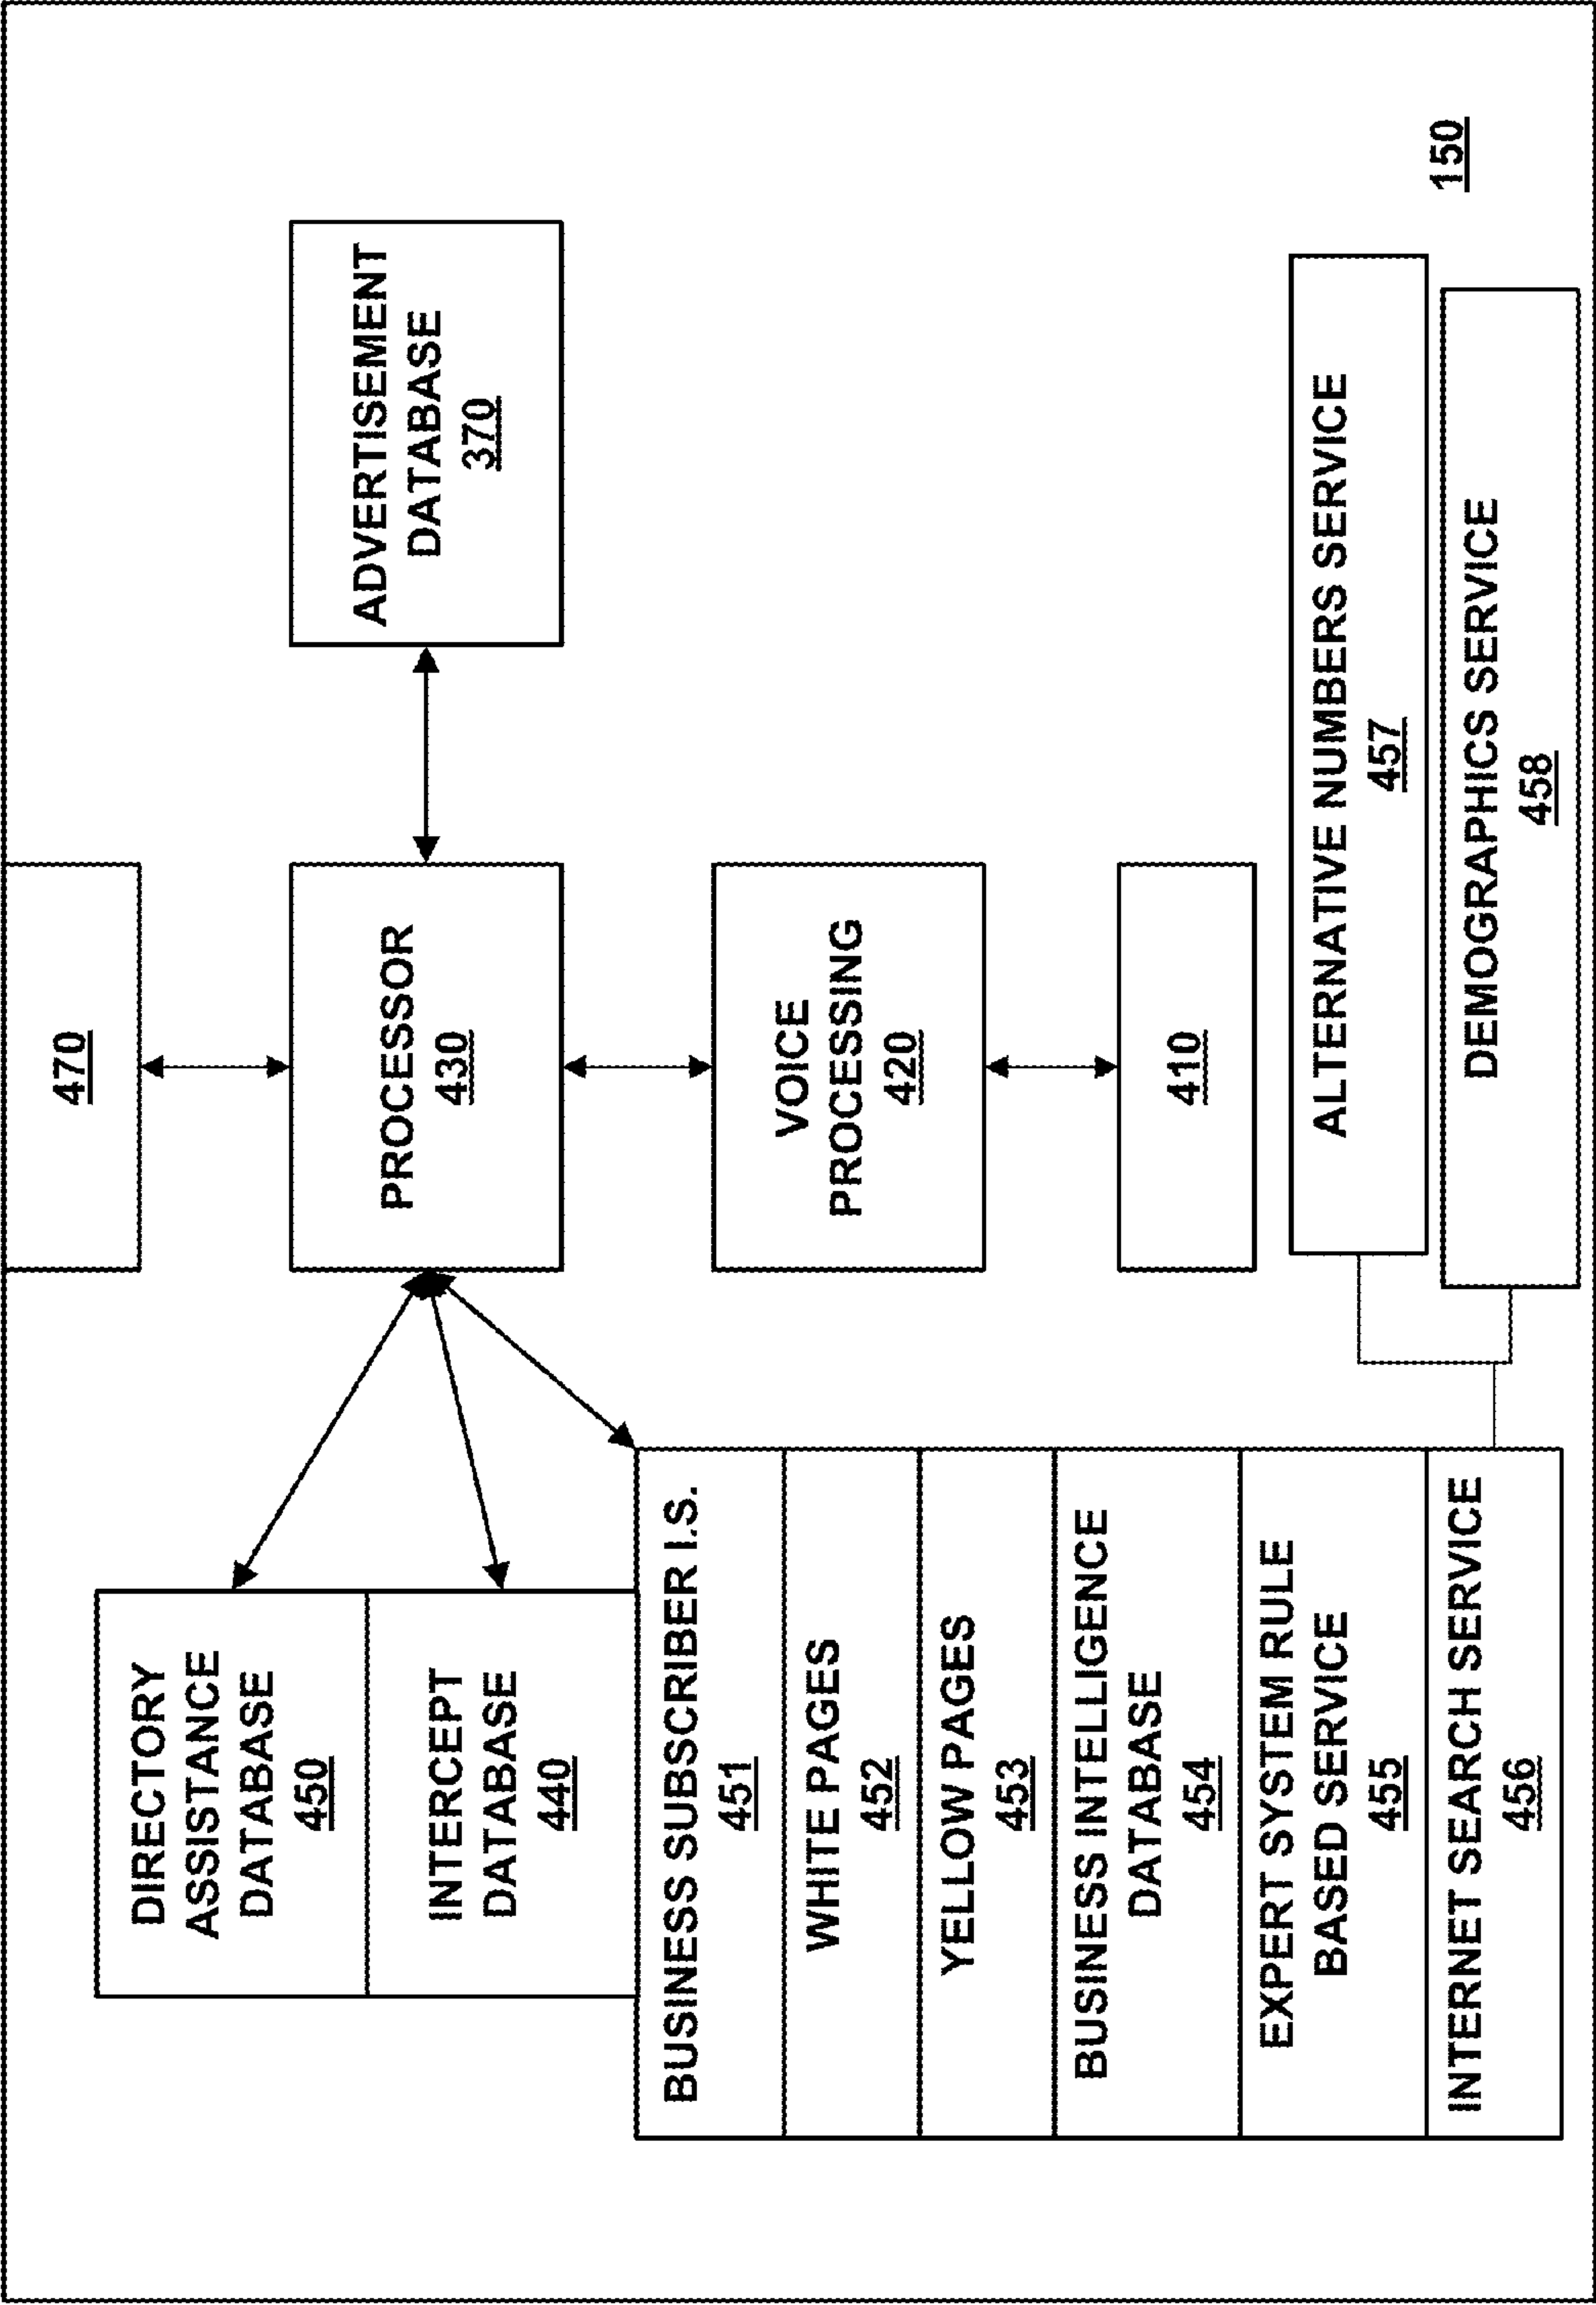 470
DIRECTORY
ASSISTANCE
DATABASE
450
PROCESSOR
430
ADVERTISEMENT
DATABASE
370
INTERCEPT
DATABASE
440
BUSINESS SUBSCRIBER I.S.
451
VOICE
PROCESSING
420
WHITE PAGES
452
YELLOW PAGES
453
BUSINESS INTELLIGENCE
DATABASE
454
410
EXPERT SYSTEM RULE
BASED SERVICE
455
ALTERNATIVE NUMBERS SERVICE
457
INTERNET SEARCH SERVICE
456
DEMOGRAPHICS SERVICE
458
150